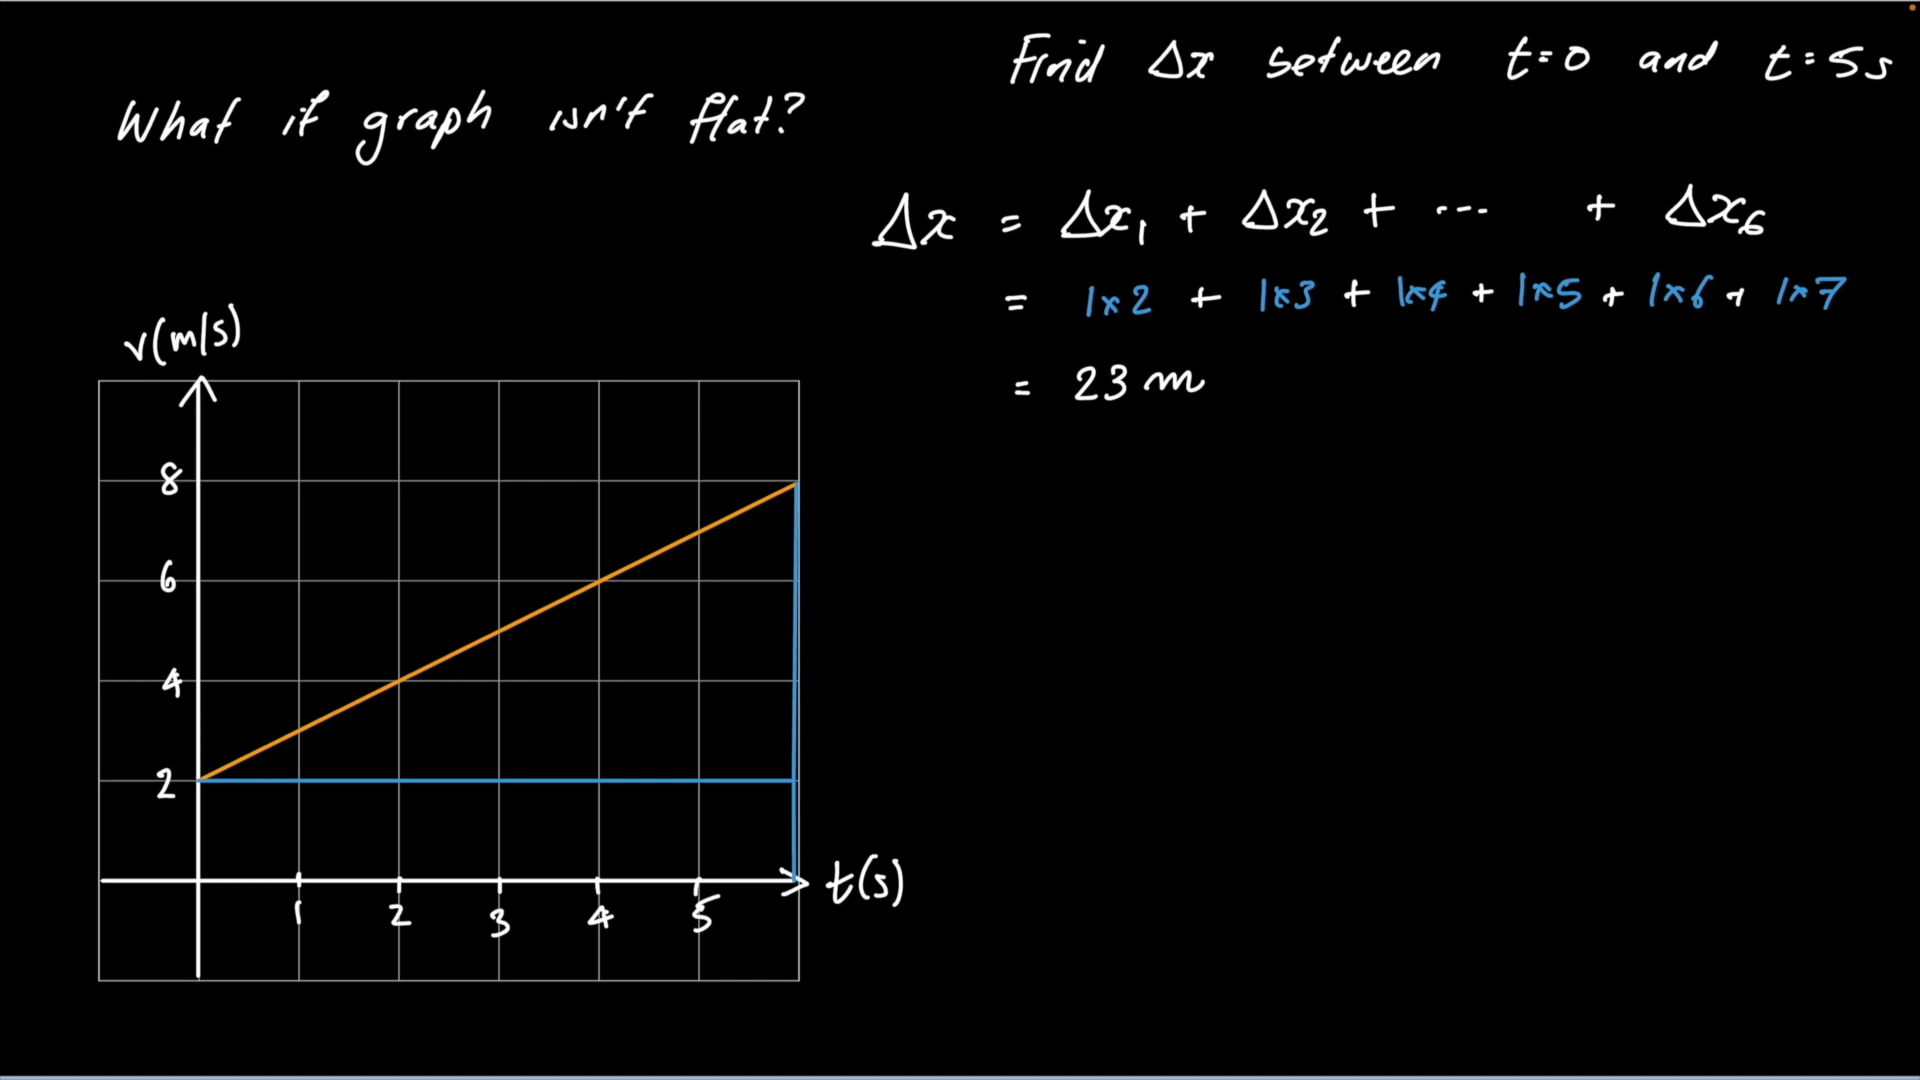 What if graph isn't flat?
Find Δx between t=0 and t=5s
Δx = Δx₁ + Δx₂ + --- + Δx₆
= 1×2 + 1×3 + 1×4 + 1×5 + 1×6 + 1×7
= 23 m
v(m/s)
8
6
4
2
1 2 3 4 5 t(s)